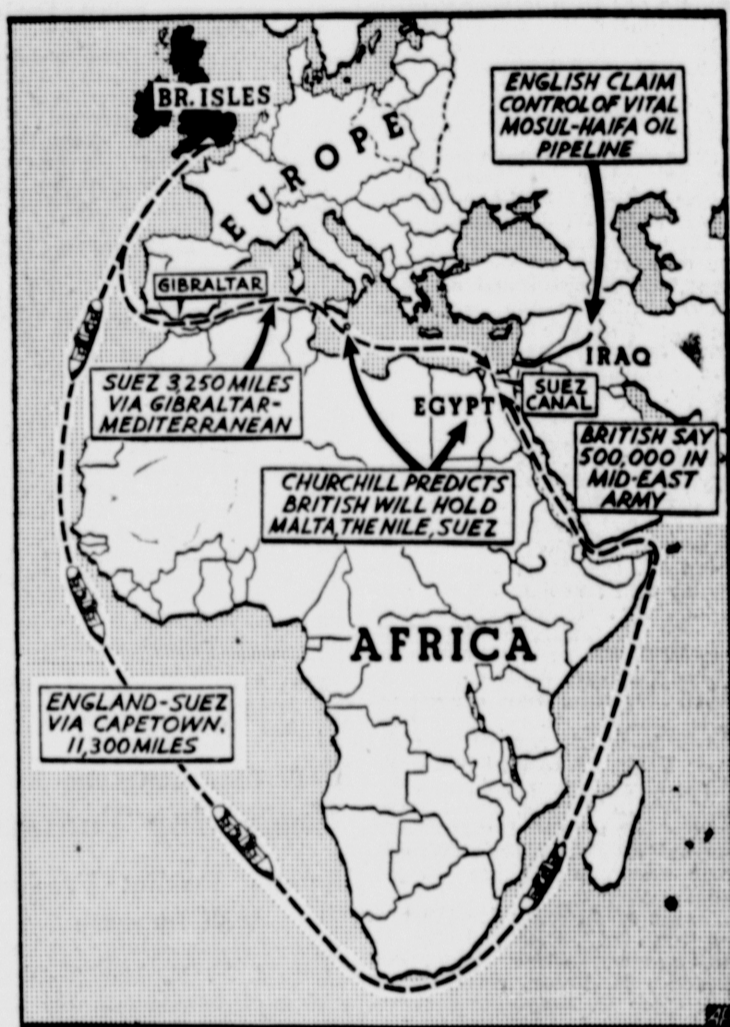 BR. ISLES
EUROPE
ENGLISH CLAIM
CONTROL OF VITAL
MOSUL-HAIFA OIL
PIPELINE
GIBRALTAR
IRAQ
SUEZ 3,250 MILES
VIA GIBRALTAR-
MEDITERRANEAN
EGYPT
SUEZ
CANAL
BRITISH SAY
500,000 IN
MID-EAST
ARMY
CHURCHILL PREDICTS
BRITISH WILL HOLD
MALTA, THE NILE, SUEZ
AFRICA
ENGLAND-SUEZ
VIA CAPETOWN.
11,300 MILES